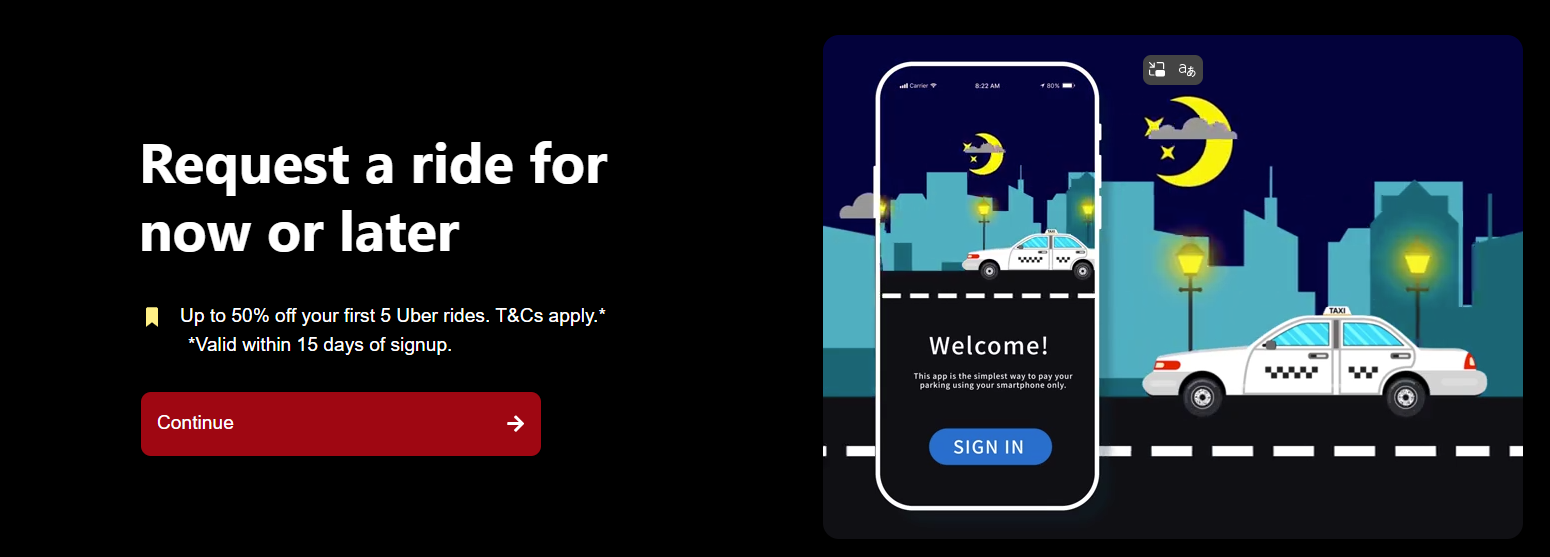 Request a ride for
now or later
Up to 50% off your first 5 Uber rides. T&Cs apply.*
*Valid within 15 days of signup.
Continue
Carrier
8:22 AM
80%
aあ
TAXI
TAXI
Welcome!
This app is the simplest way to pay your
parking using your smartphone only.
SIGN IN